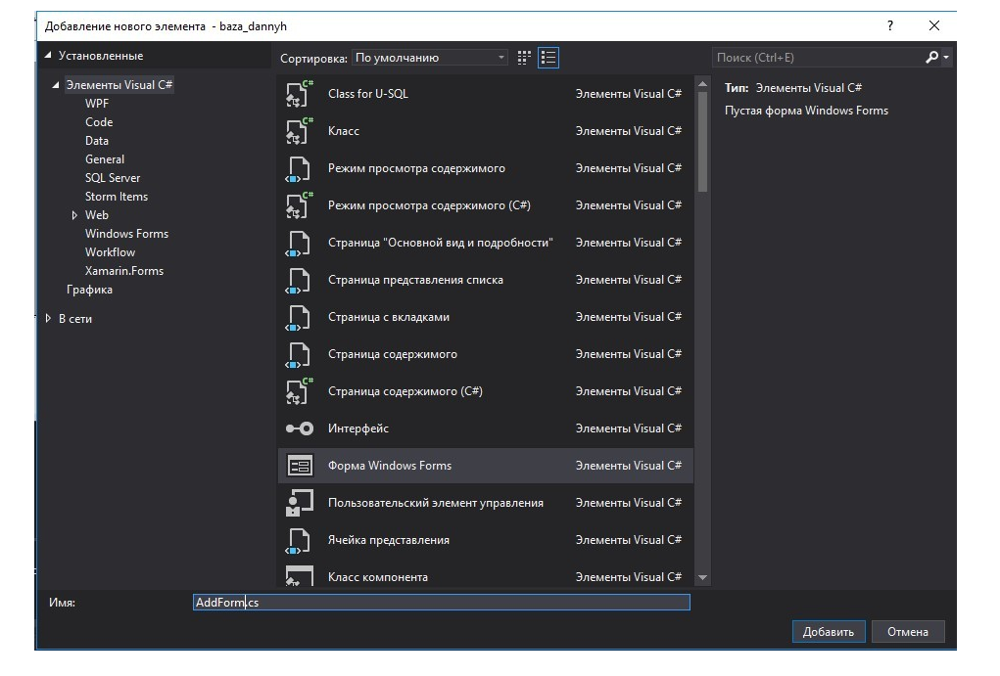 Добавление нового элемента - baza_dannyh
?
Установленные
Сортировка: По умолчанию
Поиск (Ctrl+E)
Элементы Visual C#
WPF
Code
Data
General
SQL Server
Storm Items
Web
Windows Forms
Workflow
Xamarin.Forms
Графика
В сети
C# Class for U-SQL Элементы Visual C#
C# Класс Элементы Visual C#
Режим просмотра содержимого Элементы Visual C#
C# Режим просмотра содержимого (C#) Элементы Visual C#
Страница "Основной вид и подробности" Элементы Visual C#
Страница представления списка Элементы Visual C#
Страница с вкладками Элементы Visual C#
Страница содержимого Элементы Visual C#
C# Страница содержимого (C#) Элементы Visual C#
Интерфейс Элементы Visual C#
Форма Windows Forms Элементы Visual C#
Пользовательский элемент управления Элементы Visual C#
Ячейка представления Элементы Visual C#
Класс компонента Элементы Visual C#
Тип: Элементы Visual C#
Пустая форма Windows Forms
Имя: AddForm.cs
Добавить Отмена